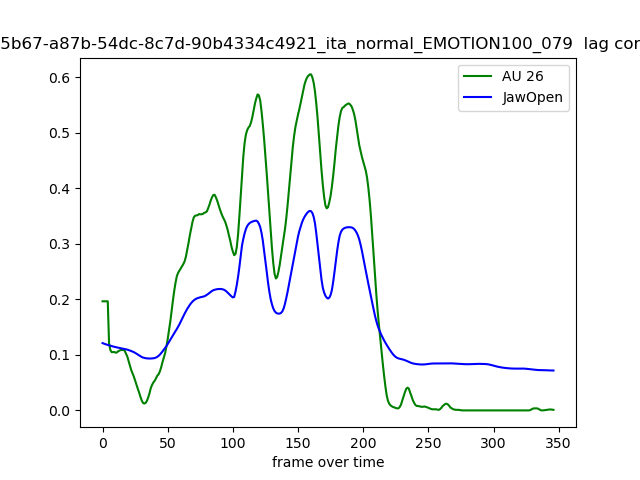 5b67-a87b-54dc-8c7d-90b4334c4921_ita_normal_EMOTION100_079 lag cor
AU 26
JawOpen
0.6
0.5
0.4
0.3
0.2
0.1
0.0
0 50 100 150 200 250 300 350
frame over time